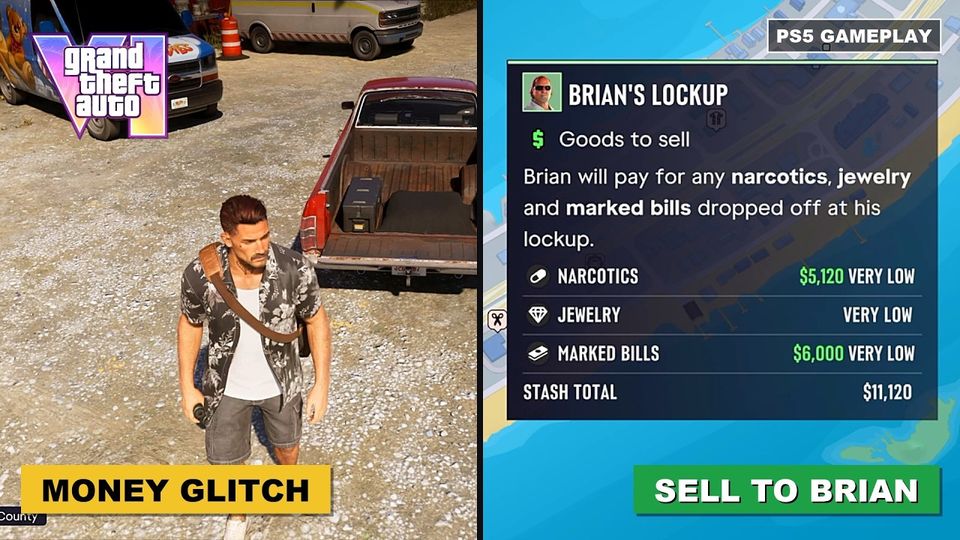 grand
theft
auto
VI
PS5 GAMEPLAY
BRIAN'S LOCKUP
$ Goods to sell
Brian will pay for any narcotics, jewelry
and marked bills dropped off at his
lockup.
NARCOTICS $5,120 VERY LOW
JEWELRY VERY LOW
MARKED BILLS $6,000 VERY LOW
STASH TOTAL $11,120
MONEY GLITCH
SELL TO BRIAN
County